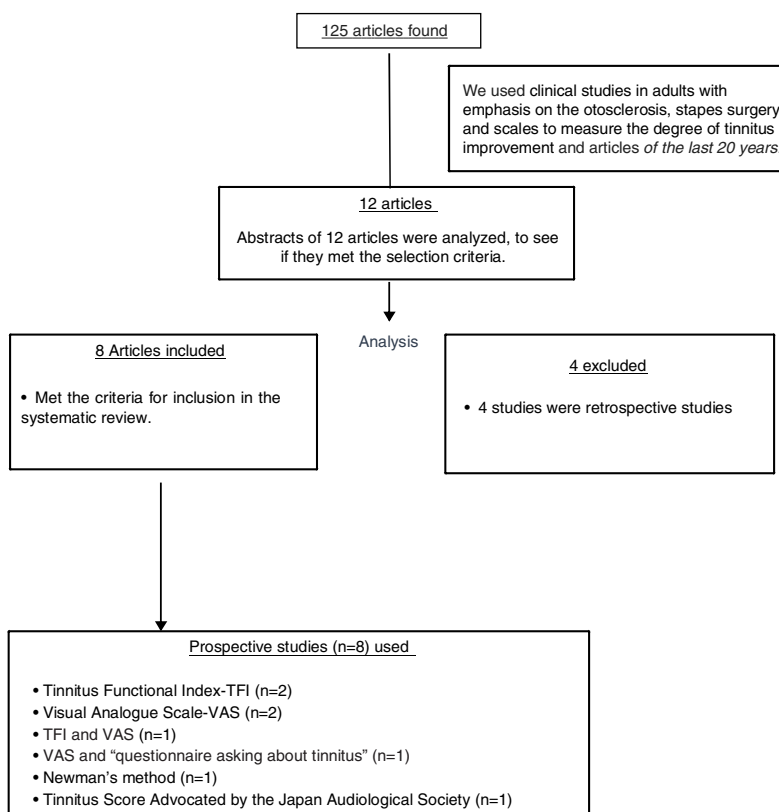 125 articles found
We used clinical studies in adults with
emphasis on the otosclerosis, stapes surgery
and scales to measure the degree of tinnitus
improvement and articles of the last 20 years.
12 articles
Abstracts of 12 articles were analyzed, to see
if they met the selection criteria.
Analysis
8 Articles included
• Met the criteria for inclusion in the
systematic review.
4 excluded
• 4 studies were retrospective studies
Prospective studies (n=8) used
• Tinnitus Functional Index-TFI (n=2)
• Visual Analogue Scale-VAS (n=2)
• TFI and VAS (n=1)
• VAS and “questionnaire asking about tinnitus” (n=1)
• Newman’s method (n=1)
• Tinnitus Score Advocated by the Japan Audiological Society (n=1)